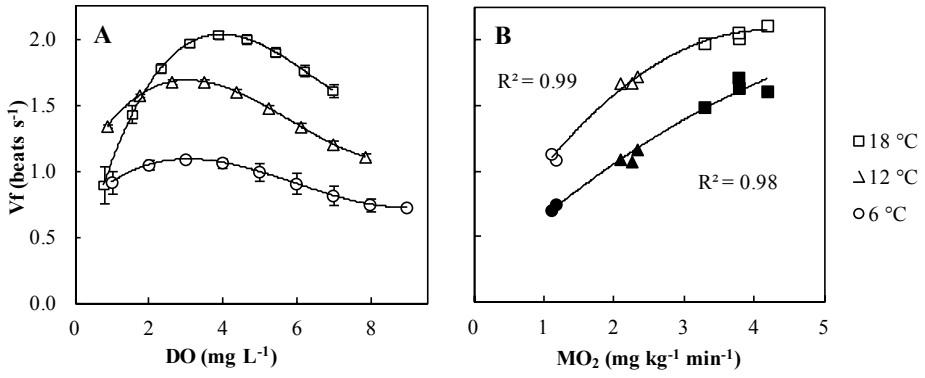 A
B
2.0
1.5
1.0
0.5
0.0
Vf (beats s⁻¹)
0
2
4
6
8
DO (mg L⁻¹)
R² = 0.99
R² = 0.98
0
1
2
3
4
5
MO₂ (mg kg⁻¹ min⁻¹)
18 °C
12 °C
6 °C